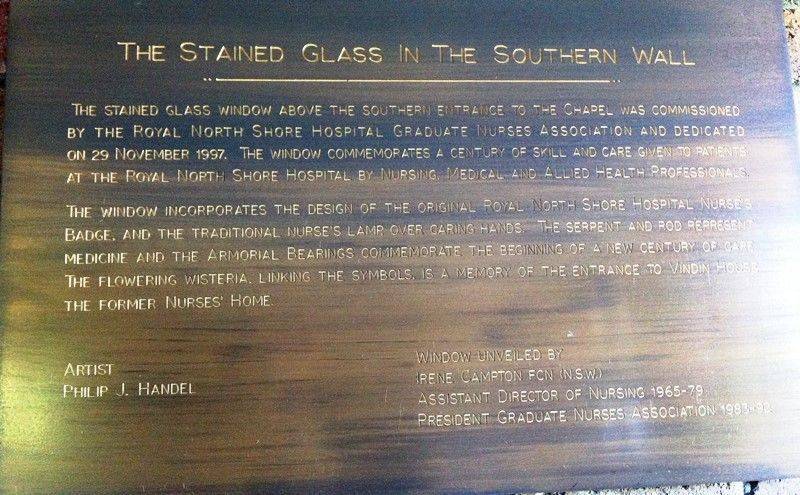 The Stained Glass In The Southern Wall
The stained glass window above the southern entrance to the Chapel was commissioned
by the Royal North Shore Hospital Graduate Nurses Association and dedicated
on 29 November 1997. The window commemorates a century of skill and care given to patients
at the Royal North Shore Hospital by Nursing, Medical and Allied Health Professionals.
The window incorporates the design of the original Royal North Shore Hospital Nurse's
Badge, and the traditional nurse's lamp over caring hands. The serpent and rod represent
medicine and the Armorial Bearings commemorate the beginning of a new century of care.
The flowering wisteria, linking the symbols, is a memory of the entrance to Vindin House,
the former Nurses' Home.
Artist
Philip J. Handel
Window unveiled by
Irene Campton FCN (N.S.W.)
Assistant Director of Nursing 1965-79
President Graduate Nurses Association